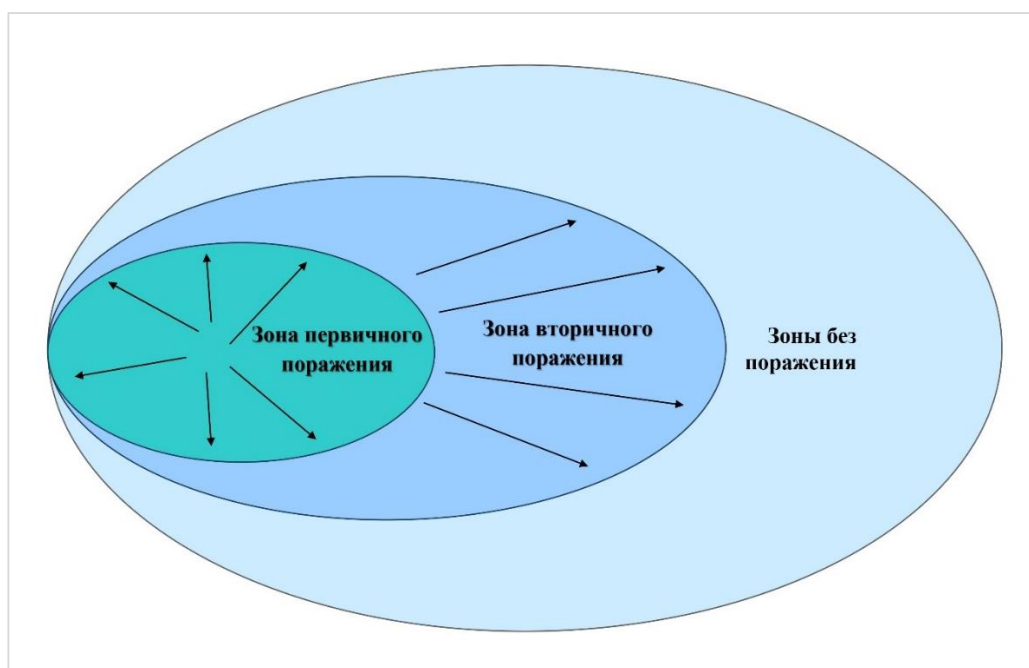 Зона первичного
поражения
Зона вторичного
поражения
Зоны без
поражения